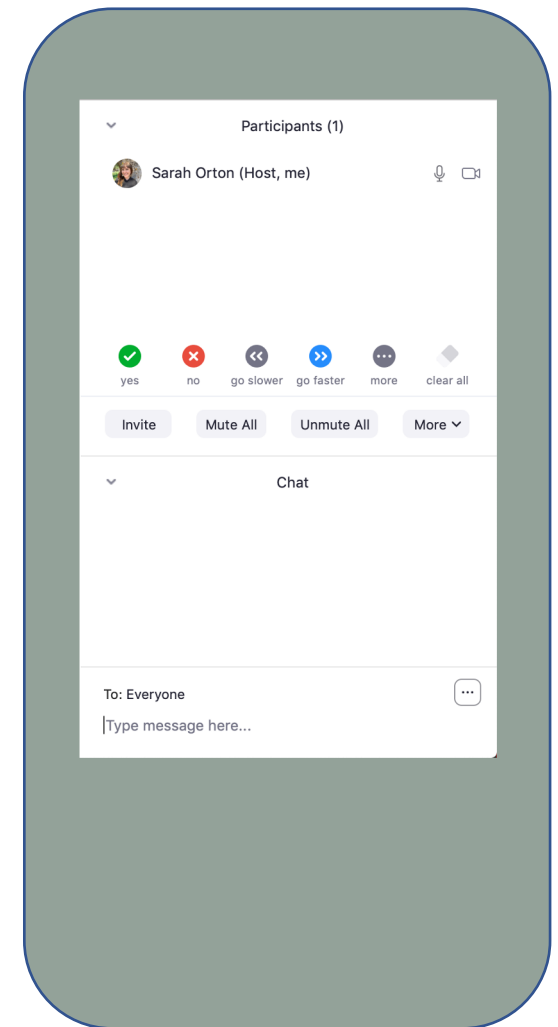 Participants (1)
Sarah Orton (Host, me)
yes no go slower go faster more clear all
Invite Mute All Unmute All More
Chat
To: Everyone
Type message here...